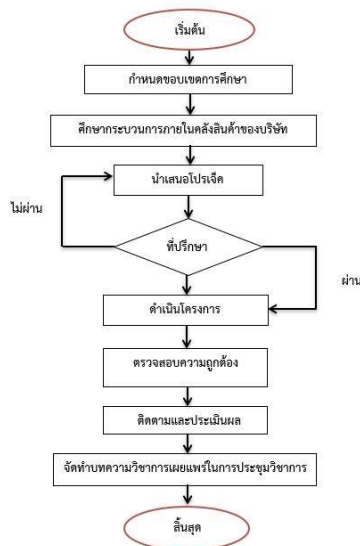 เริ่มต้น
กำหนดขอบเขตการศึกษา
ศึกษากระบวนการภายในคลังสินค้าของบริษัท
นำเสนอโปรเจ็ค
ไม่ผ่าน
ที่ปรึกษา
ผ่าน
ดำเนินโครงการ
ตรวจสอบความถูกต้อง
ติดตามและประเมินผล
จัดทำบทความวิชาการเผยแพร่ในการประชุมวิชาการ
สิ้นสุด